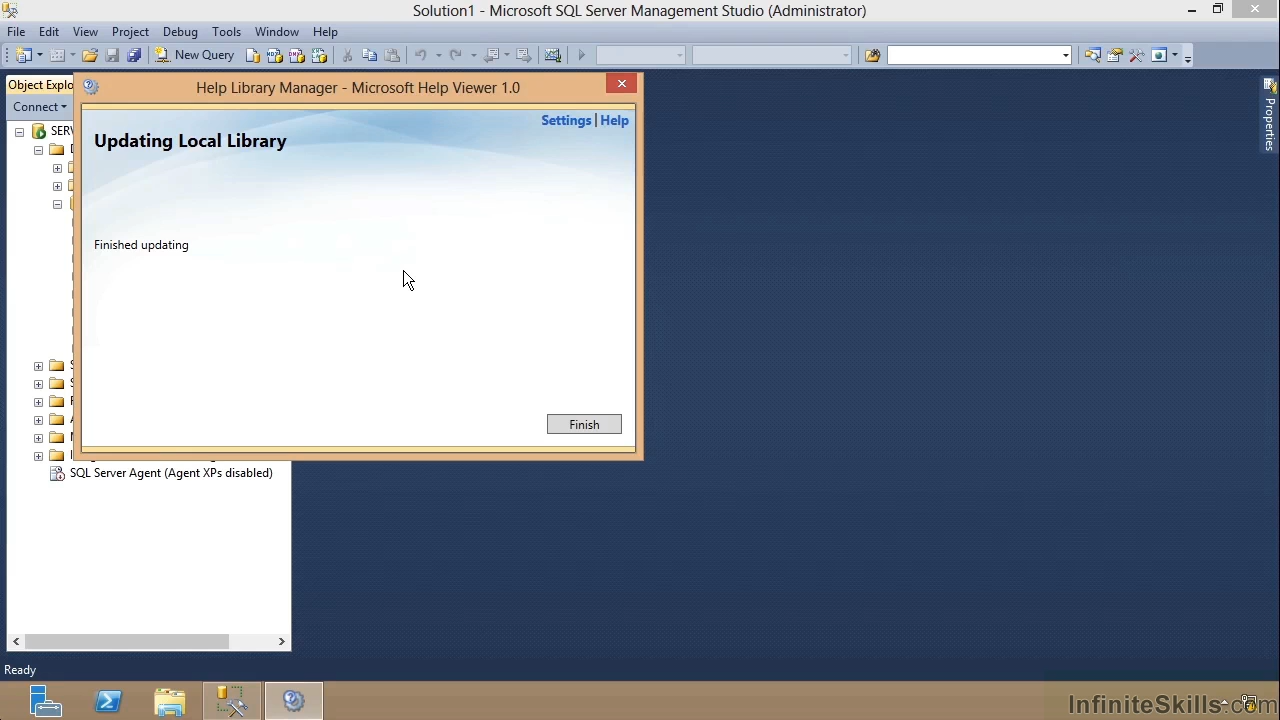 Solution1 - Microsoft SQL Server Management Studio (Administrator)
File Edit View Project Debug Tools Window Help
New Query
Object Explo
Connect
Help Library Manager - Microsoft Help Viewer 1.0
Settings | Help
Updating Local Library
Finished updating
Finish
SERV
SQL Server Agent (Agent XPs disabled)
Properties
Ready
InfiniteSkills.com